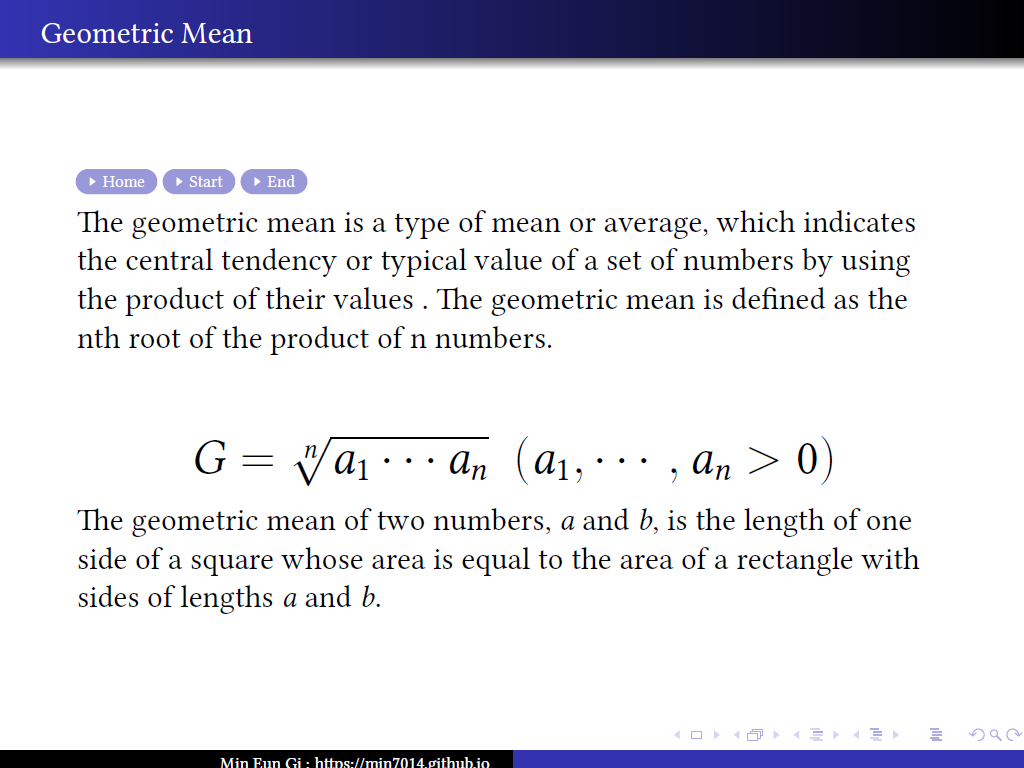 Geometric Mean
Home Start End
The geometric mean is a type of mean or average, which indicates
the central tendency or typical value of a set of numbers by using
the product of their values . The geometric mean is defined as the
nth root of the product of n numbers.
G = \sqrt[n]{a_1 ··· a_n} (a_1, ··· , a_n > 0)
The geometric mean of two numbers, a and b, is the length of one
side of a square whose area is equal to the area of a rectangle with
sides of lengths a and b.
Min Eun Gi : https://min7014.github.io